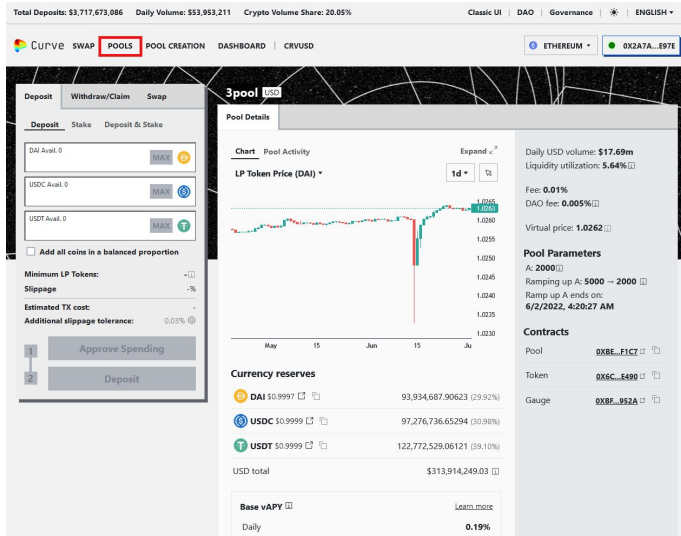 Total Deposits: $3,717,673,086 Daily Volume: $53,953,211 Crypto Volume Share: 20.05% Classic UI | DAO | Governance | ENGLISH
Curve SWAP POOLS POOL CREATION DASHBOARD | CRVUSD ETHEREUM 0X2A7A...E97E
Deposit Withdraw/Claim Swap
Deposit Stake Deposit & Stake
DAI Avail. 0
MAX
USDC Avail. 0
MAX
USDT Avail. 0
MAX
Add all coins in a balanced proportion
Minimum LP Tokens: -
Slippage -%
Estimated TX cost: -
Additional slippage tolerance: 0.03%
1 Approve Spending
2 Deposit
3pool USD
Pool Details
Chart Pool Activity Expand
LP Token Price (DAI) 1d
1.0265
1.0263
1.0260
1.0255
1.0250
1.0245
1.0240
1.0235
1.0230
May 15 Jun 15 Ju
Currency reserves
DAI $0.9997 93,934,687.90623 (29.92%)
USDC $0.9999 97,276,736.65294 (30.98%)
USDT $0.9999 122,772,529.06121 (39.10%)
USD total $313,914,249.03
Base vAPY Learn more
Daily 0.19%
Daily USD volume: $17.69m
Liquidity utilization: 5.64%
Fee: 0.01%
DAO fee: 0.005%
Virtual price: 1.0262
Pool Parameters
A: 2000
Ramping up A: 5000 → 2000
Ramp up A ends on:
6/2/2022, 4:20:27 AM
Contracts
Pool 0XBE...F1C7
Token 0X6C...E490
Gauge 0XBF...952A